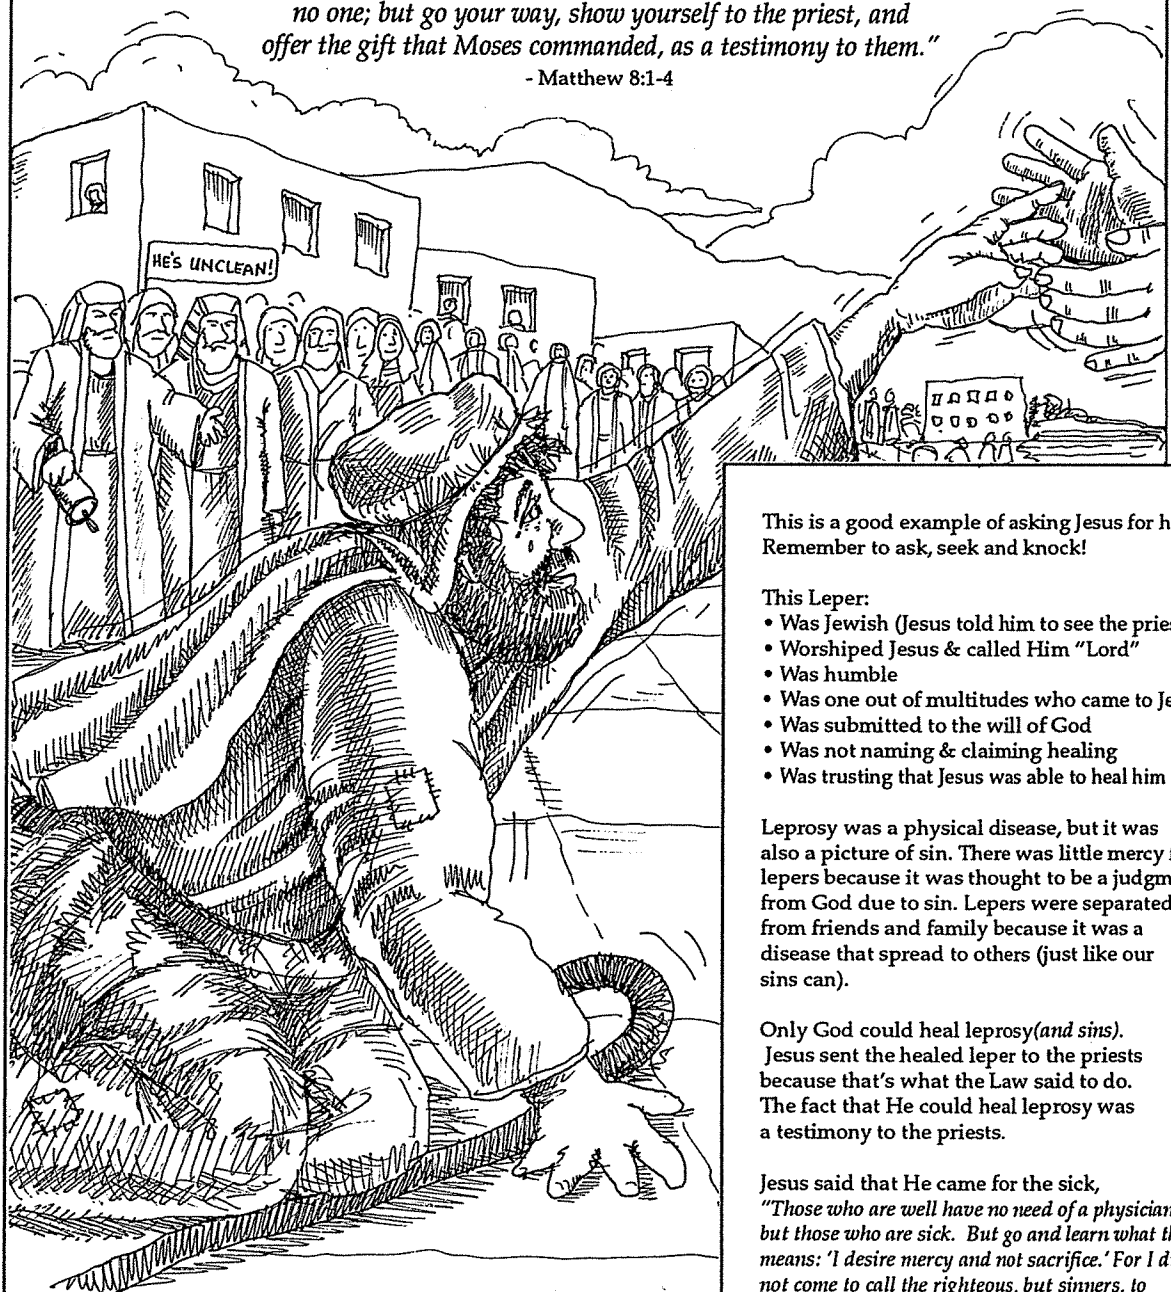 no one; but go your way, show yourself to the priest, and
offer the gift that Moses commanded, as a testimony to them."
- Matthew 8:1-4
HE'S UNCLEAN!
This is a good example of asking Jesus for
Remember to ask, seek and knock!
This Leper:
• Was Jewish (Jesus told him to see the
• Worshiped Jesus & called Him "Lord"
• Was humble
• Was one out of multitudes who came to
• Was submitted to the will of God
• Was not naming & claiming healing
• Was trusting that Jesus was able to heal him
Leprosy was a physical disease, but it was
also a picture of sin. There was little mercy
lepers because it was thought to be a
from God due to sin. Lepers were separated
from friends and family because it was a
disease that spread to others (just like our
sins can).
Only God could heal leprosy(and sins).
Jesus sent the healed leper to the priests
because that's what the Law said to do.
The fact that He could heal leprosy was
a testimony to the priests.
Jesus said that He came for the sick,
"Those who are well have no need of a physician
but those who are sick. But go and learn what
means: 'I desire mercy and not sacrifice.' For I
not come to call the righteous, but sinners, to